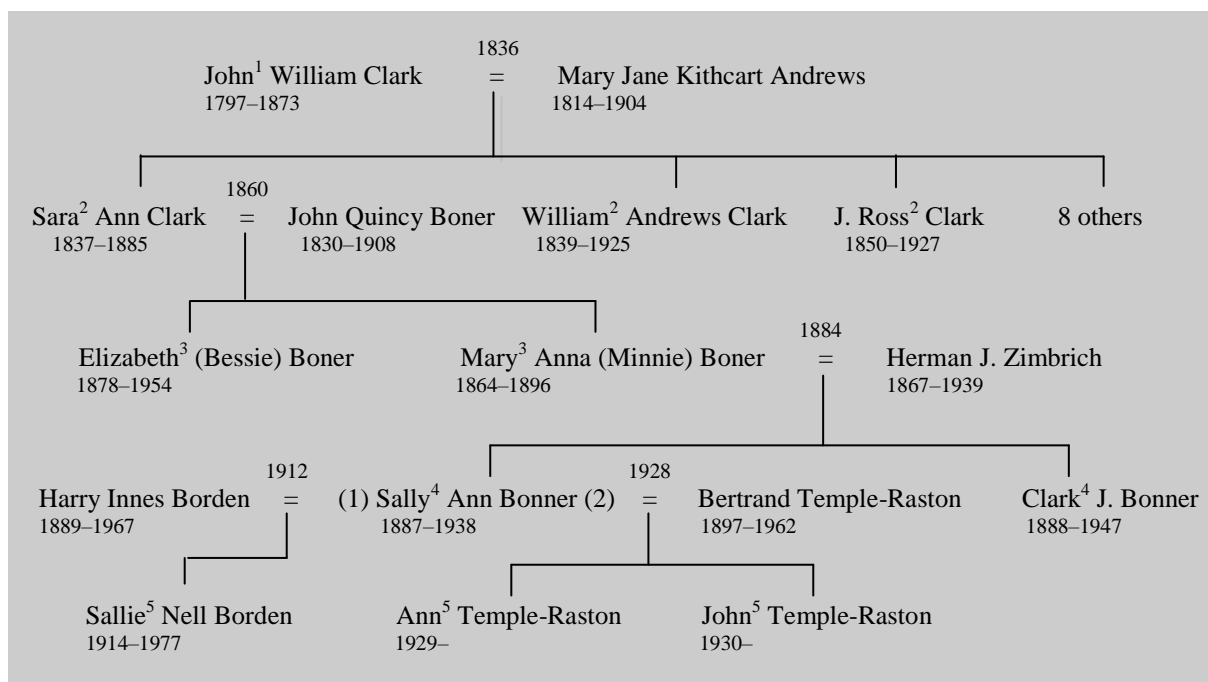 1836
John¹ William Clark = Mary Jane Kithcart Andrews
1797–1873 1814–1904
1860
Sara² Ann Clark = John Quincy Boner William² Andrews Clark J. Ross² Clark 8 others
1837–1885 1830–1908 1839–1925 1850–1927
1884
Elizabeth³ (Bessie) Boner Mary³ Anna (Minnie) Boner = Herman J. Zimbrich
1878–1954 1864–1896 1867–1939
1912 1928
Harry Innes Borden = (1) Sally⁴ Ann Bonner (2) = Bertrand Temple-Raston Clark⁴ J. Bonner
1889–1967 1887–1938 1897–1962 1888–1947
Sallie⁵ Nell Borden Ann⁵ Temple-Raston John⁵ Temple-Raston
1914–1977 1929– 1930–